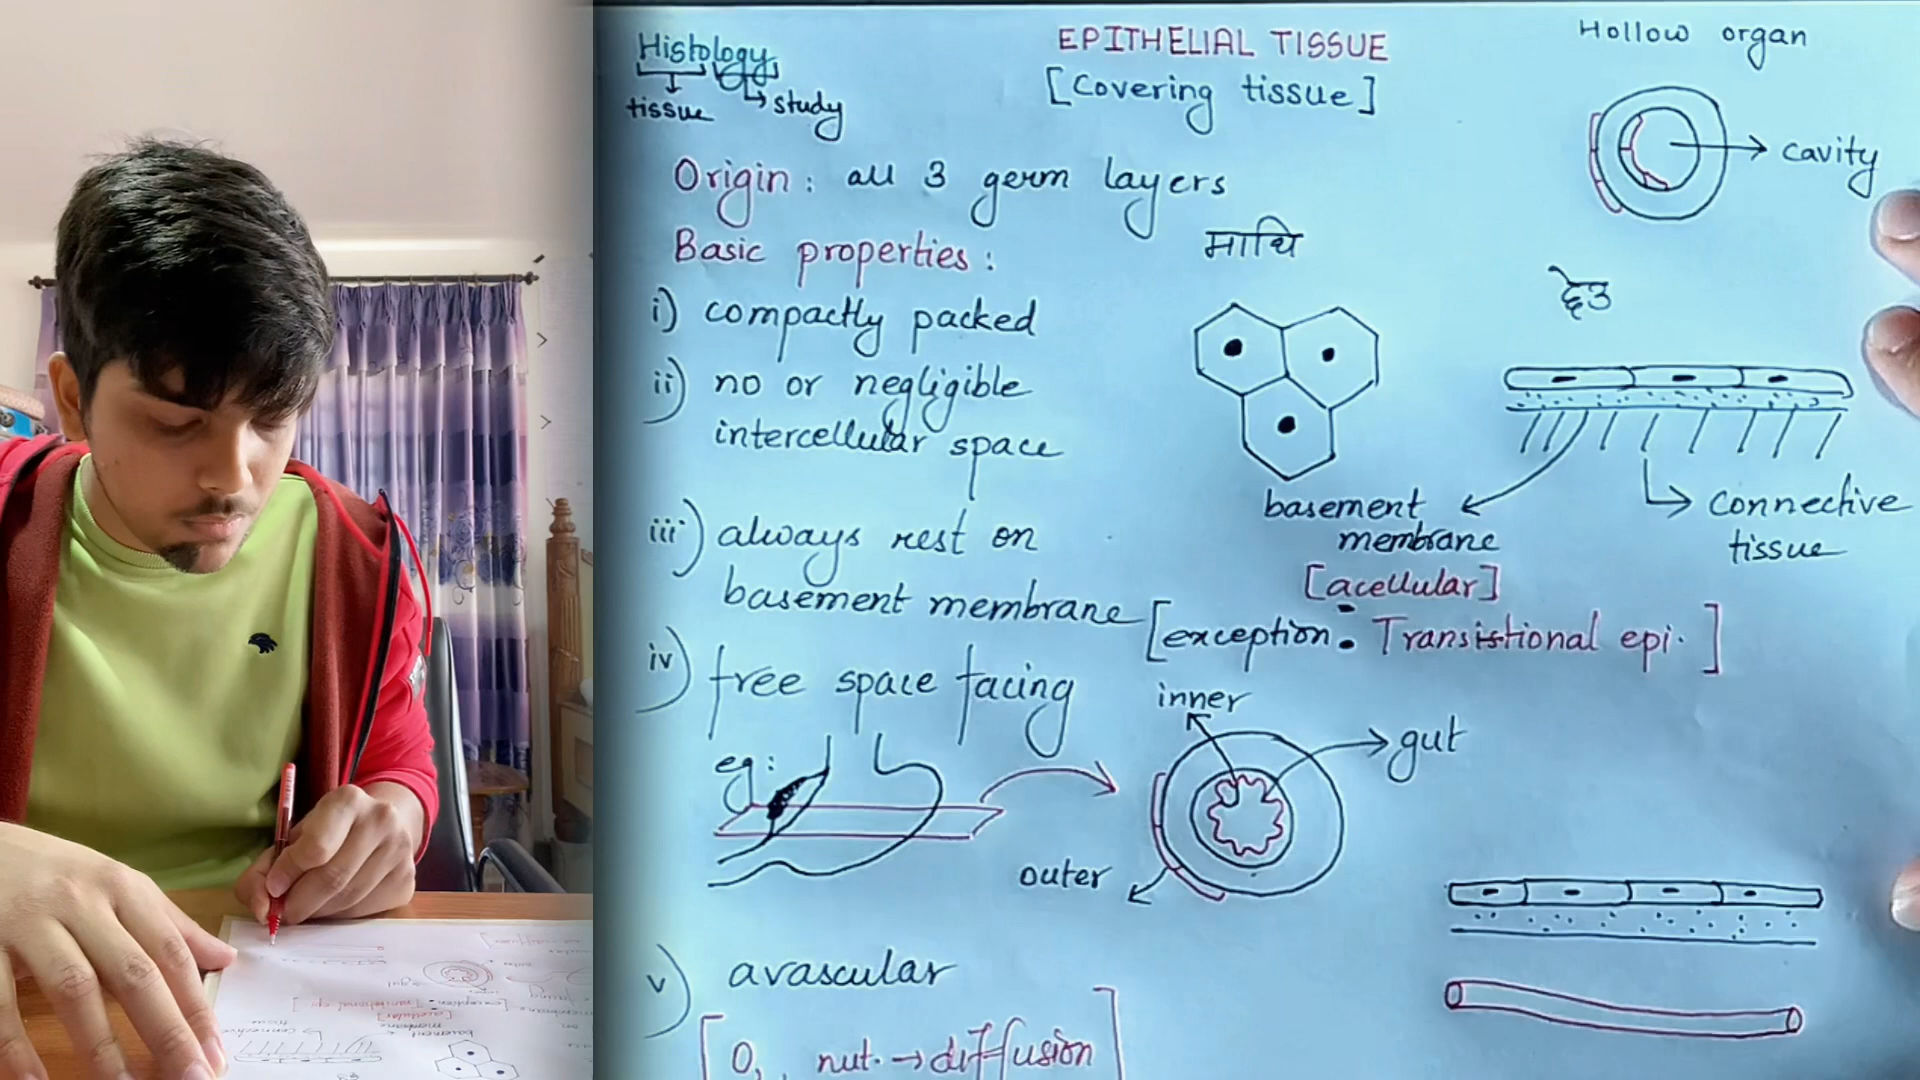 Histology
tissue
study
EPITHELIAL TISSUE
[Covering tissue]
Hollow organ
cavity
Origin : all 3 germ layers
Basic properties :
माथि
देउ
i) compactly packed
ii) no or negligible
intercellular space
basement
membrane
[acellular]
connective
tissue
iii) always rest on
basement membrane [exception : Transistional epi.]
iv) free space facing
eg:
inner
gut
outer
v) avascular
[O, nut. → diffusion]